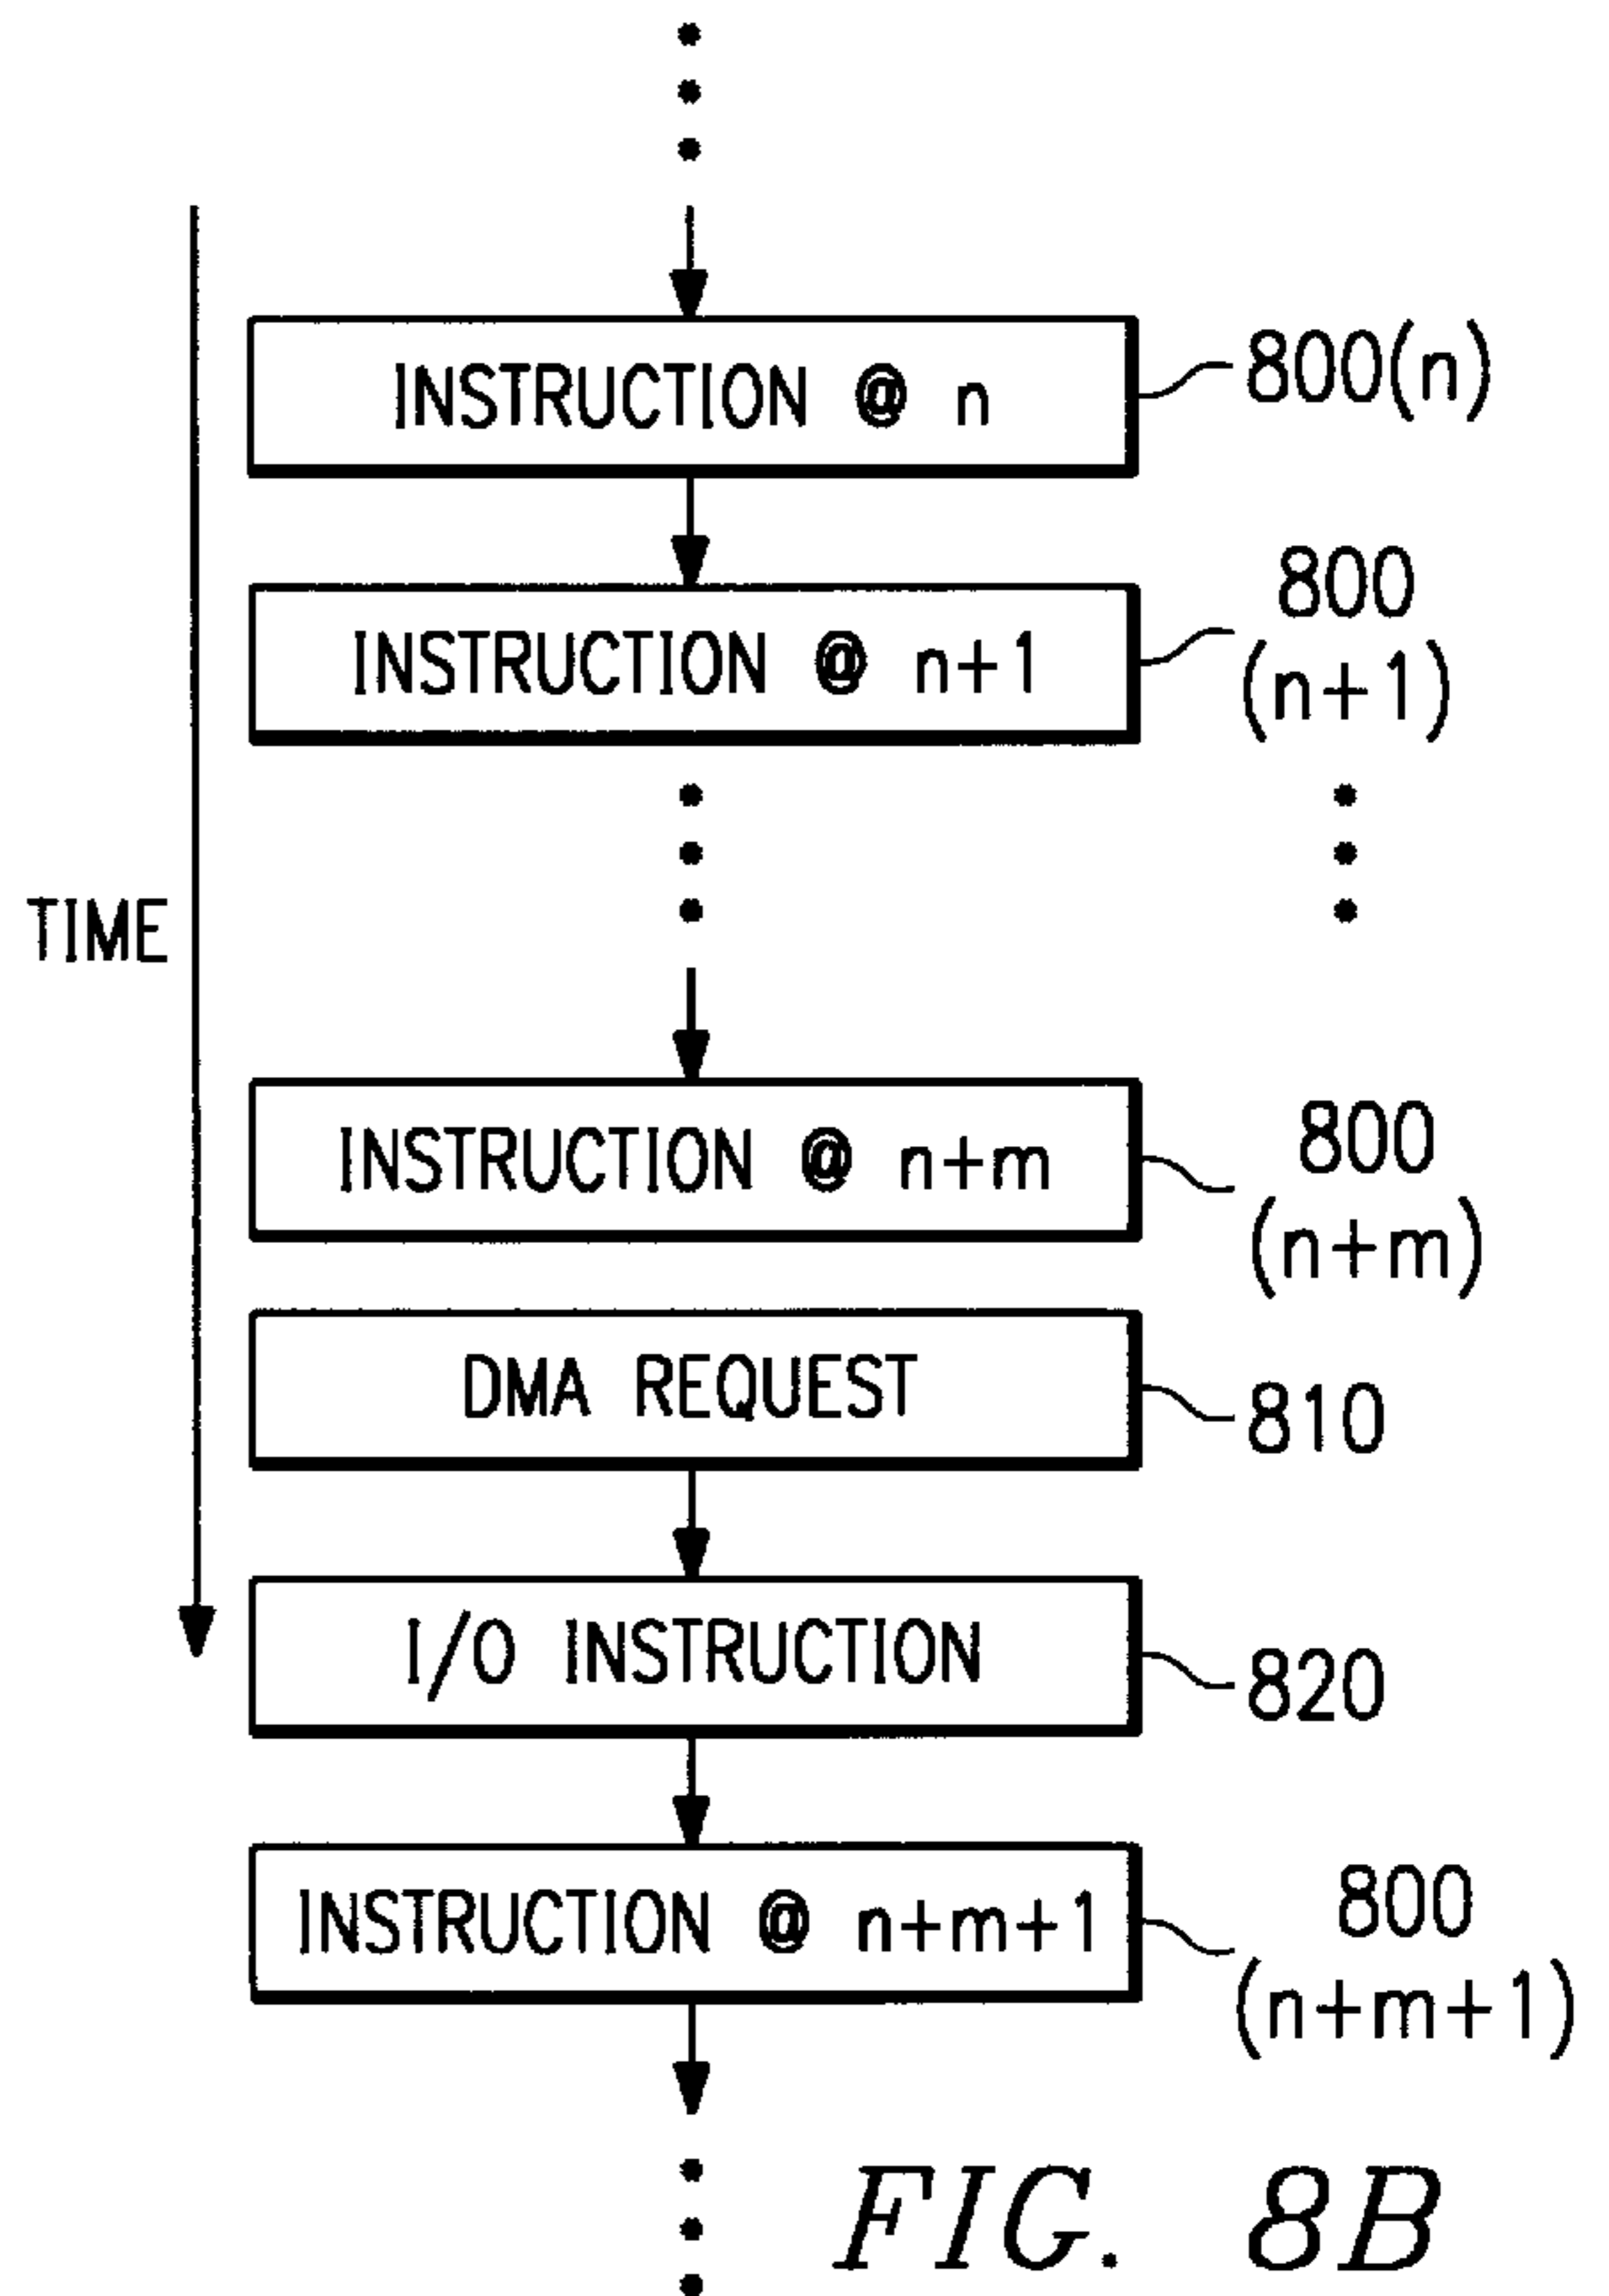 INSTRUCTION @ n
800(n)
INSTRUCTION @ n+1
800
(n+1)
TIME
INSTRUCTION @ n+m
800
(n+m)
DMA REQUEST
810
I/O INSTRUCTION
820
INSTRUCTION @ n+m+1
800
(n+m+1)
FIG. 8B